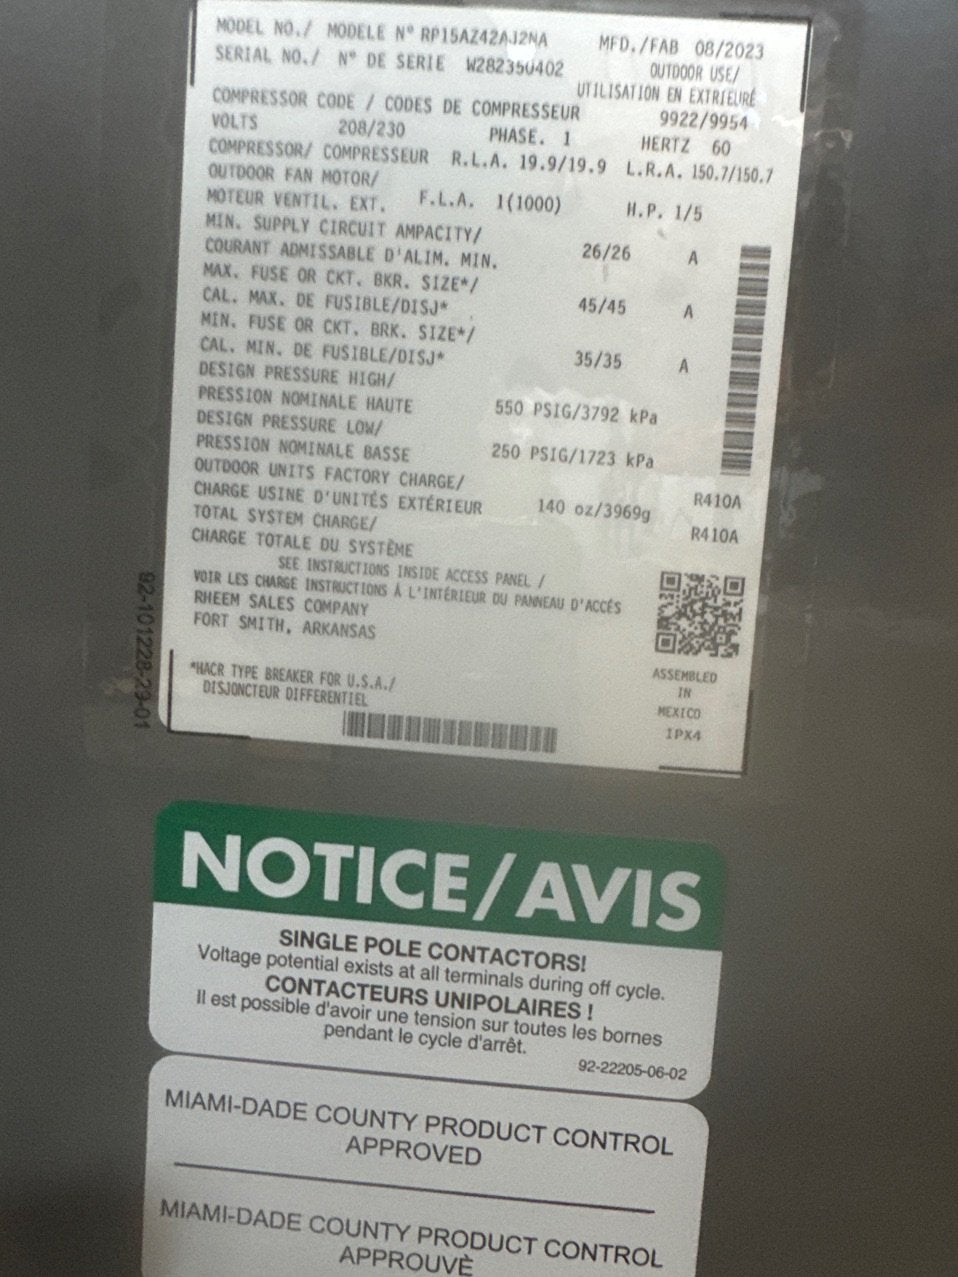 MODEL NO./ MODELE N° RP15AZ42AJ2NA MFD./FAB 08/2023
SERIAL NO./ N° DE SERIE W282350402 OUTDOOR USE/
UTILISATION EN EXTRIEURE
COMPRESSOR CODE / CODES DE COMPRESSEUR 9922/9954
VOLTS 208/230 PHASE. 1 HERTZ 60
COMPRESSOR/ COMPRESSEUR R.L.A. 19.9/19.9 L.R.A. 150.7/150.7
OUTDOOR FAN MOTOR/
MOTEUR VENTIL. EXT. F.L.A. 1(1000) H.P. 1/5
MIN. SUPPLY CIRCUIT AMPACITY/
COURANT ADMISSABLE D'ALIM. MIN. 26/26 A
MAX. FUSE OR CKT. BKR. SIZE*/
CAL. MAX. DE FUSIBLE/DISJ* 45/45 A
MIN. FUSE OR CKT. BRK. SIZE*/
CAL. MIN. DE FUSIBLE/DISJ* 35/35 A
DESIGN PRESSURE HIGH/
PRESSION NOMINALE HAUTE 550 PSIG/3792 kPa
DESIGN PRESSURE LOW/
PRESSION NOMINALE BASSE 250 PSIG/1723 kPa
OUTDOOR UNITS FACTORY CHARGE/
CHARGE USINE D'UNITÉS EXTÉRIEUR 140 oz/3969g R410A
TOTAL SYSTEM CHARGE/ R410A
CHARGE TOTALE DU SYSTÊME
SEE INSTRUCTIONS INSIDE ACCESS PANEL /
VOIR LES CHARGE INSTRUCTIONS À L'INTÉRIEUR DU PANNEAU D'ACCÉS
RHEEM SALES COMPANY
FORT SMITH, ARKANSAS
*HACR TYPE BREAKER FOR U.S.A./
DISJONCTEUR DIFFERENTIEL
ASSEMBLED
IN
MEXICO
IPX4
92-101228-29-01
NOTICE/AVIS
SINGLE POLE CONTACTORS!
Voltage potential exists at all terminals during off cycle.
CONTACTEURS UNIPOLAIRES !
Il est possible d'avoir une tension sur toutes les bornes
pendant le cycle d'arrêt.
92-22205-06-02
MIAMI-DADE COUNTY PRODUCT CONTROL
APPROVED
MIAMI-DADE COUNTY PRODUCT CONTROL
APPROUVÈ